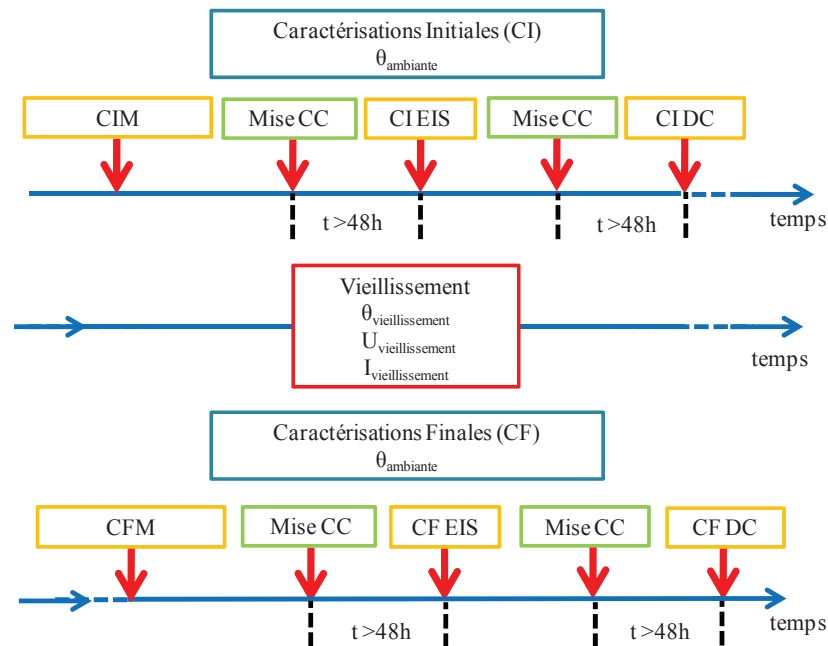 Caractérisations Initiales (CI)
θambiante
CIM
Mise CC
CI EIS
Mise CC
CI DC
t >48h
t >48h
temps
Vieillissement
θvieillissement
Uvieillissement
Ivieillissement
temps
Caractérisations Finales (CF)
θambiante
CFM
Mise CC
CF EIS
Mise CC
CF DC
t >48h
t >48h
temps